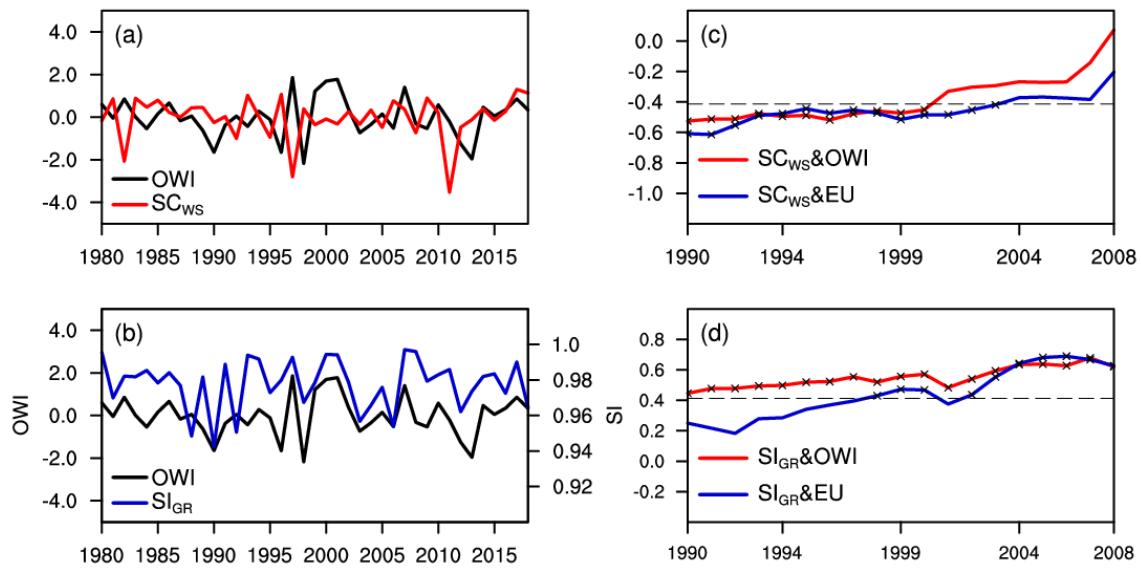 (a)
4.0
2.0
0.0
-2.0
-4.0
OWI
SCWS
1980 1985 1990 1995 2000 2005 2010 2015
(c)
0.0
-0.2
-0.4
-0.6
-0.8
-1.0
SCWS&OWI
SCWS&EU
1990 1994 1999 2004 2008
(b)
OWI
4.0
2.0
0.0
-2.0
-4.0
OWI
SIGR
1.0
0.98
0.96
0.94
0.92
SI
1980 1985 1990 1995 2000 2005 2010 2015
(d)
0.8
0.6
0.4
0.2
0.0
-0.2
SIGR&OWI
SIGR&EU
1990 1994 1999 2004 2008